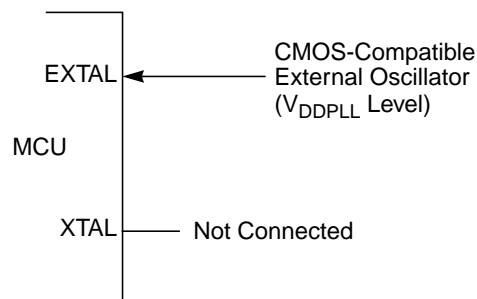 EXTAL
CMOS-Compatible
External Oscillator
(VDDPLL Level)
MCU
XTAL
Not Connected